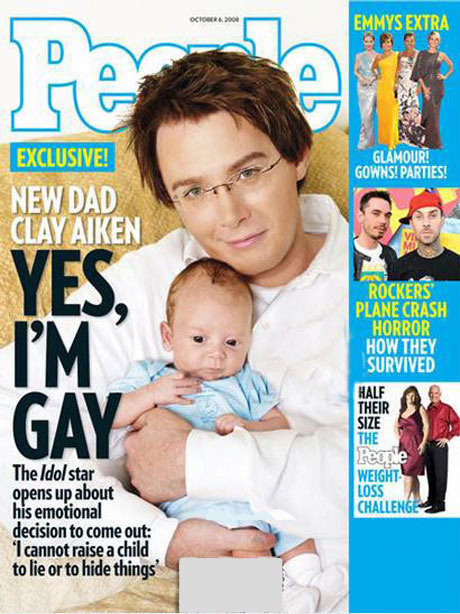 OCTOBER 6, 2008
People
EXCLUSIVE!
NEW DAD
CLAY AIKEN
YES,
I'M
GAY
The Idol star
opens up about
his emotional
decision to come out:
'I cannot raise a child
to lie or to hide things'
EMMYS EXTRA
GLAMOUR!
GOWNS! PARTIES!
ROCKERS'
PLANE CRASH
HORROR
HOW THEY
SURVIVED
HALF
THEIR
SIZE
THE
People
WEIGHT-
LOSS
CHALLENGE